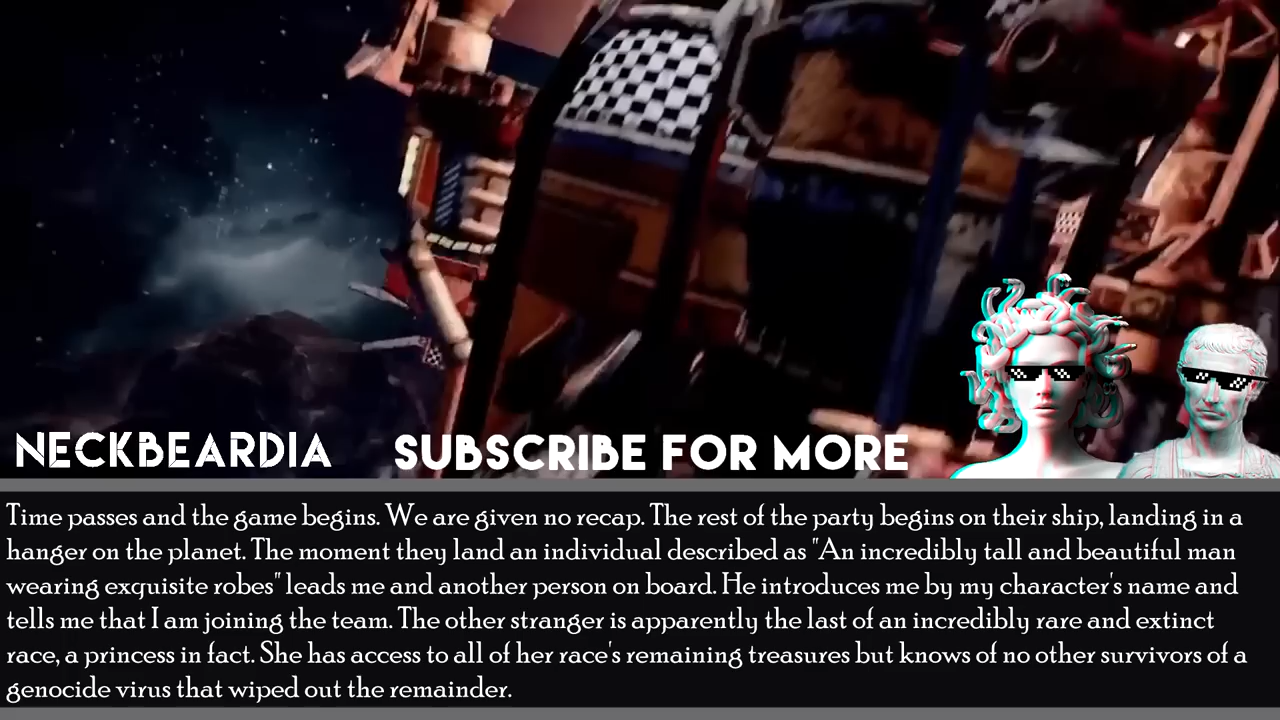 NECKBEARDIA
SUBSCRIBE FOR MORE
Time passes and the game begins. We are given no recap. The rest of the party begins on their ship, landing in a
hanger on the planet. The moment they land an individual described as "An incredibly tall and beautiful man
wearing exquisite robes" leads me and another person on board. He introduces me by my character's name and
tells me that I am joining the team. The other stranger is apparently the last of an incredibly rare and extinct
race, a princess in fact. She has access to all of her race's remaining treasures but knows of no other survivors of a
genocide virus that wiped out the remainder.